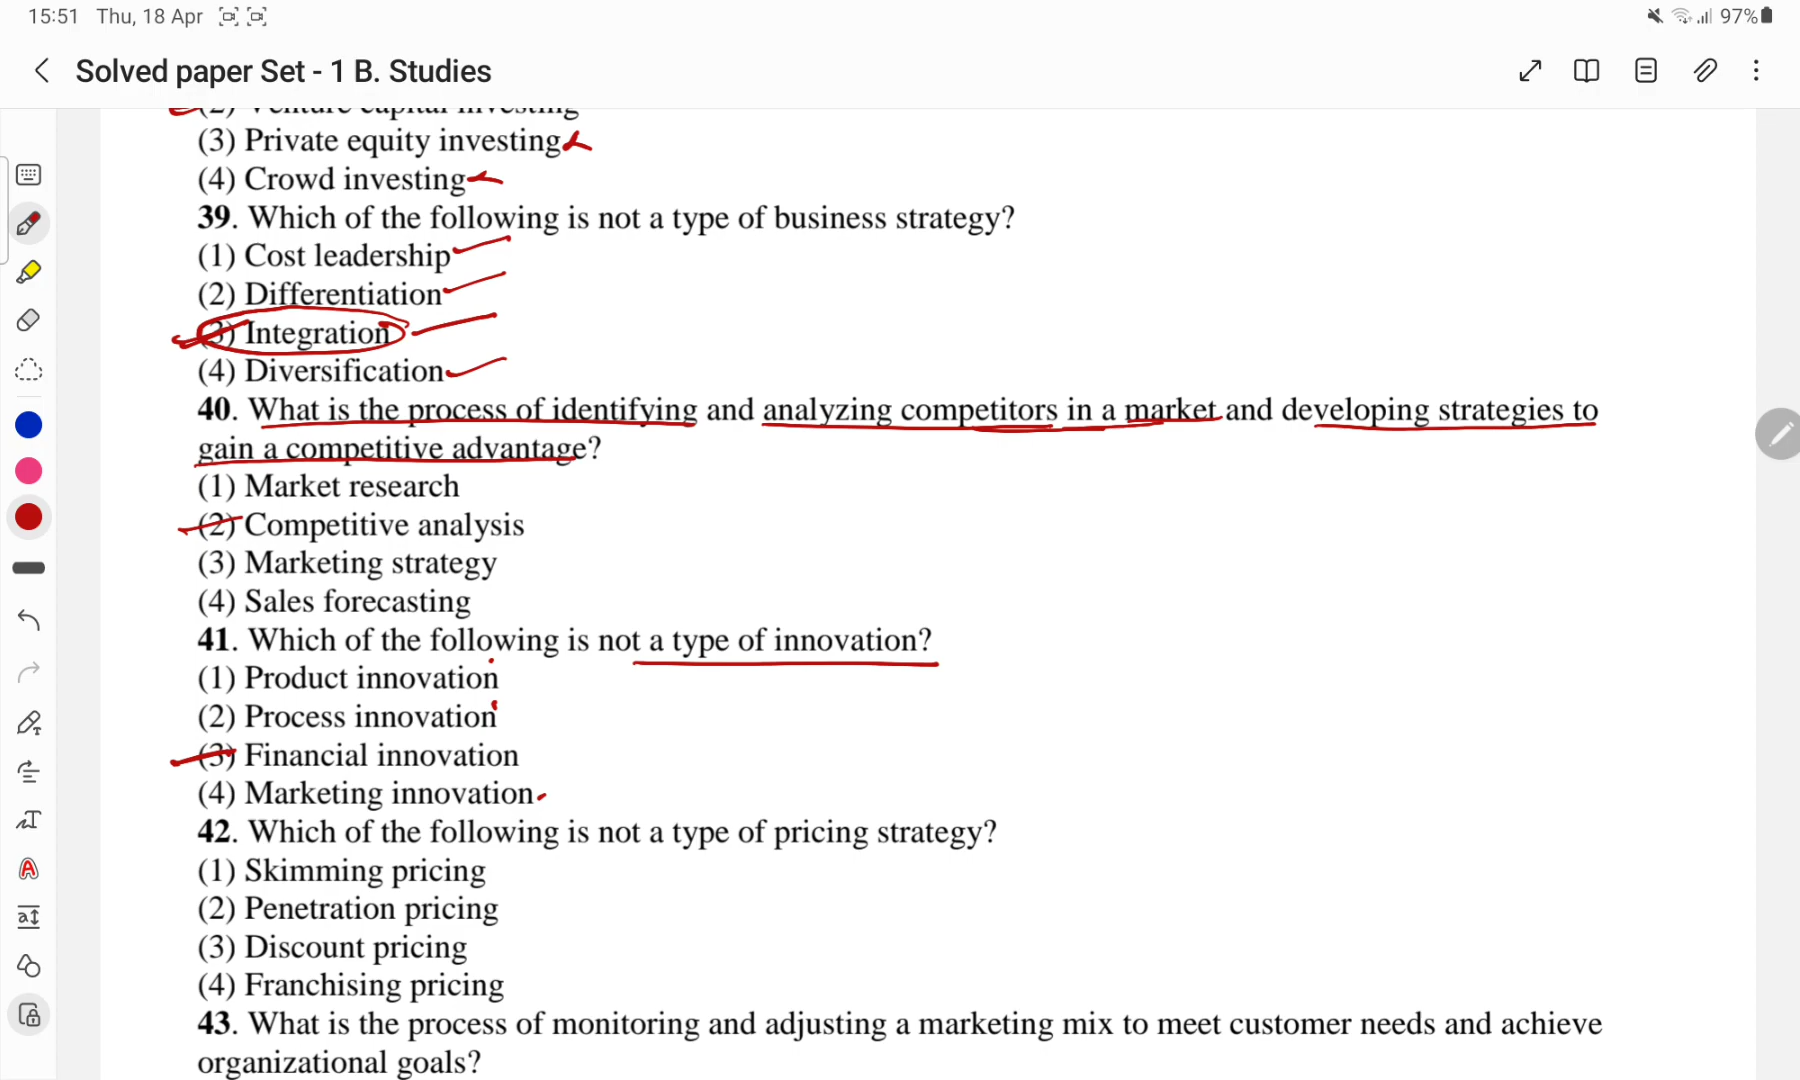 15:51 Thu, 18 Apr 97%
Solved paper Set - 1 B. Studies
(2) Venture capital investing
(3) Private equity investing
(4) Crowd investing
39. Which of the following is not a type of business strategy?
(1) Cost leadership
(2) Differentiation
(3) Integration
(4) Diversification
40. What is the process of identifying and analyzing competitors in a market and developing strategies to
gain a competitive advantage?
(1) Market research
(2) Competitive analysis
(3) Marketing strategy
(4) Sales forecasting
41. Which of the following is not a type of innovation?
(1) Product innovation
(2) Process innovation
(3) Financial innovation
(4) Marketing innovation
42. Which of the following is not a type of pricing strategy?
(1) Skimming pricing
(2) Penetration pricing
(3) Discount pricing
(4) Franchising pricing
43. What is the process of monitoring and adjusting a marketing mix to meet customer needs and achieve
organizational goals?